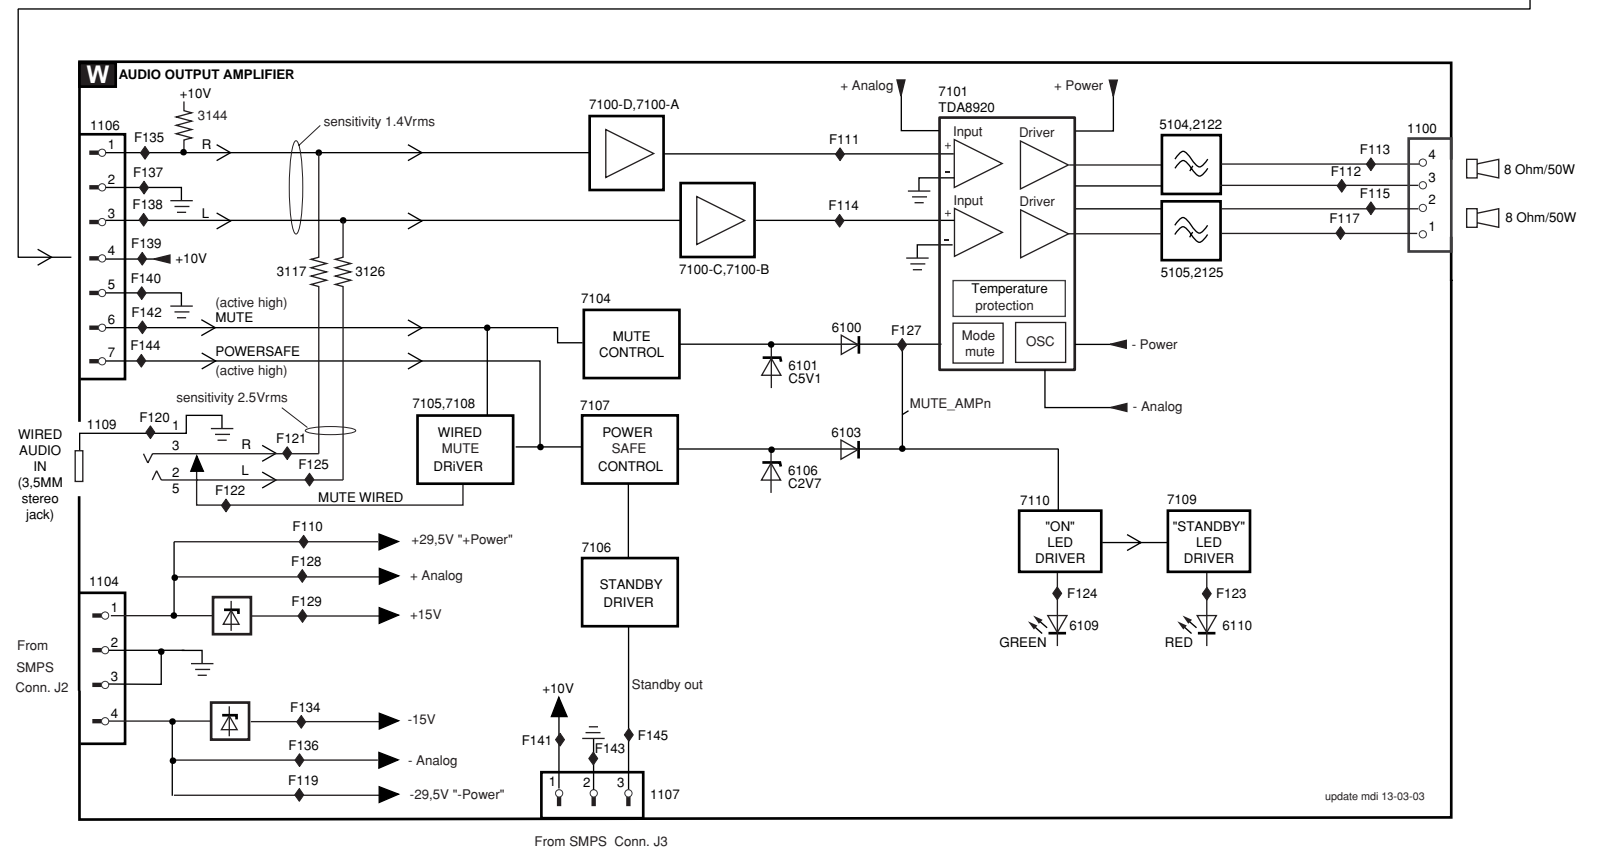 W AUDIO OUTPUT AMPLIFIER
+10V
3144
sensitivity 1.4Vrms
1106
1
F135
R
2
F137
3
F138
L
4
F139
+10V
5
F140
6
F142
(active high)
MUTE
7
F144
POWERSAFE
(active high)
3117
3126
7100-D,7100-A
7100-C,7100-B
F111
F114
+ Analog
7101
TDA8920
+ Power
Input
Driver
+
-
Input
Driver
+
-
Temperature
protection
Mode
mute
OSC
- Power
- Analog
5104,2122
5105,2125
F113
F112
F115
F117
1100
4
3
2
1
8 Ohm/50W
8 Ohm/50W
7104
MUTE
CONTROL
6101
C5V1
6100
F127
MUTE_AMPn
sensitivity 2.5Vrms
WIRED
AUDIO
IN
(3,5MM
stereo
jack)
1109
F120
1
3
R
F121
2
L
F125
5
F122
MUTE WIRED
7105,7108
WIRED
MUTE
DRiVER
7107
POWER
SAFE
CONTROL
6106
C2V7
6103
7110
"ON"
LED
DRIVER
7109
"STANDBY"
LED
DRIVER
F124
6109
GREEN
F123
6110
RED
7106
STANDBY
DRIVER
Standby out
F110
+29,5V "+Power"
F128
+ Analog
F129
+15V
1104
1
2
3
4
From
SMPS
Conn. J2
F134
-15V
F136
- Analog
F119
-29,5V "-Power"
+10V
F141
F143
F145
1
2
3
1107
From SMPS Conn. J3
update mdi 13-03-03